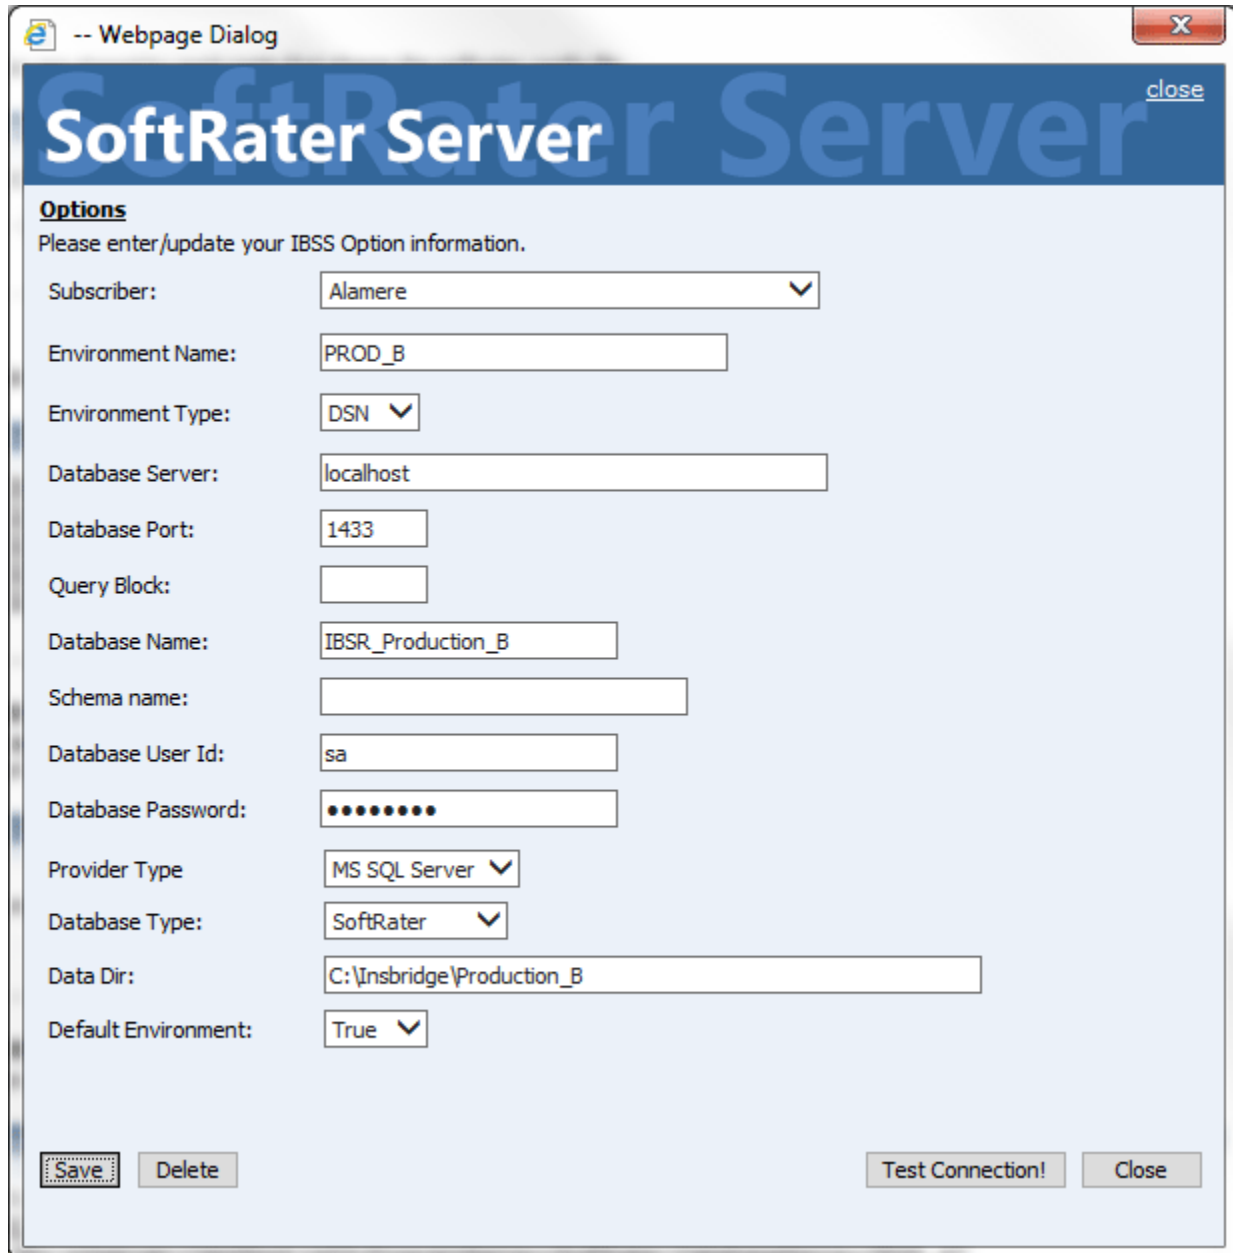 -- Webpage Dialog
SoftRater Server
close
SoftRater Server
Options
Please enter/update your IBSS Option information.
Subscriber: Alamere
Environment Name: PROD_B
Environment Type: DSN
Database Server: localhost
Database Port: 1433
Query Block:
Database Name: IBSR_Production_B
Schema name:
Database User Id: sa
Database Password: ••••••••
Provider Type MS SQL Server
Database Type: SoftRater
Data Dir: C:\Insbridge\Production_B
Default Environment: True
Save Delete Test Connection! Close